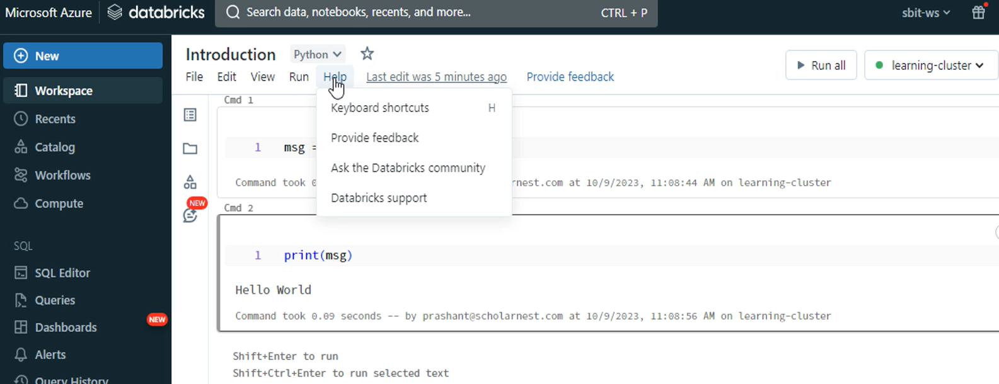 Microsoft Azure databricks Search data, notebooks, recents, and more... CTRL + P sbit-ws
New
Workspace
Recents
Catalog
Workflows
Compute
SQL
SQL Editor
Queries
Dashboards NEW
Alerts
Query History
Introduction Python
File Edit View Run Help Last edit was 5 minutes ago Provide feedback
Run all learning-cluster
NEW
Keyboard shortcuts H
Provide feedback
Ask the Databricks community
Databricks support
Cmd 1
1 msg =
Command took rnest.com at 10/9/2023, 11:08:44 AM on learning-cluster
Cmd 2
1 print(msg)
Hello World
Command took 0.09 seconds -- by prashant@scholarnest.com at 10/9/2023, 11:08:56 AM on learning-cluster
Shift+Enter to run
Shift+Ctrl+Enter to run selected text